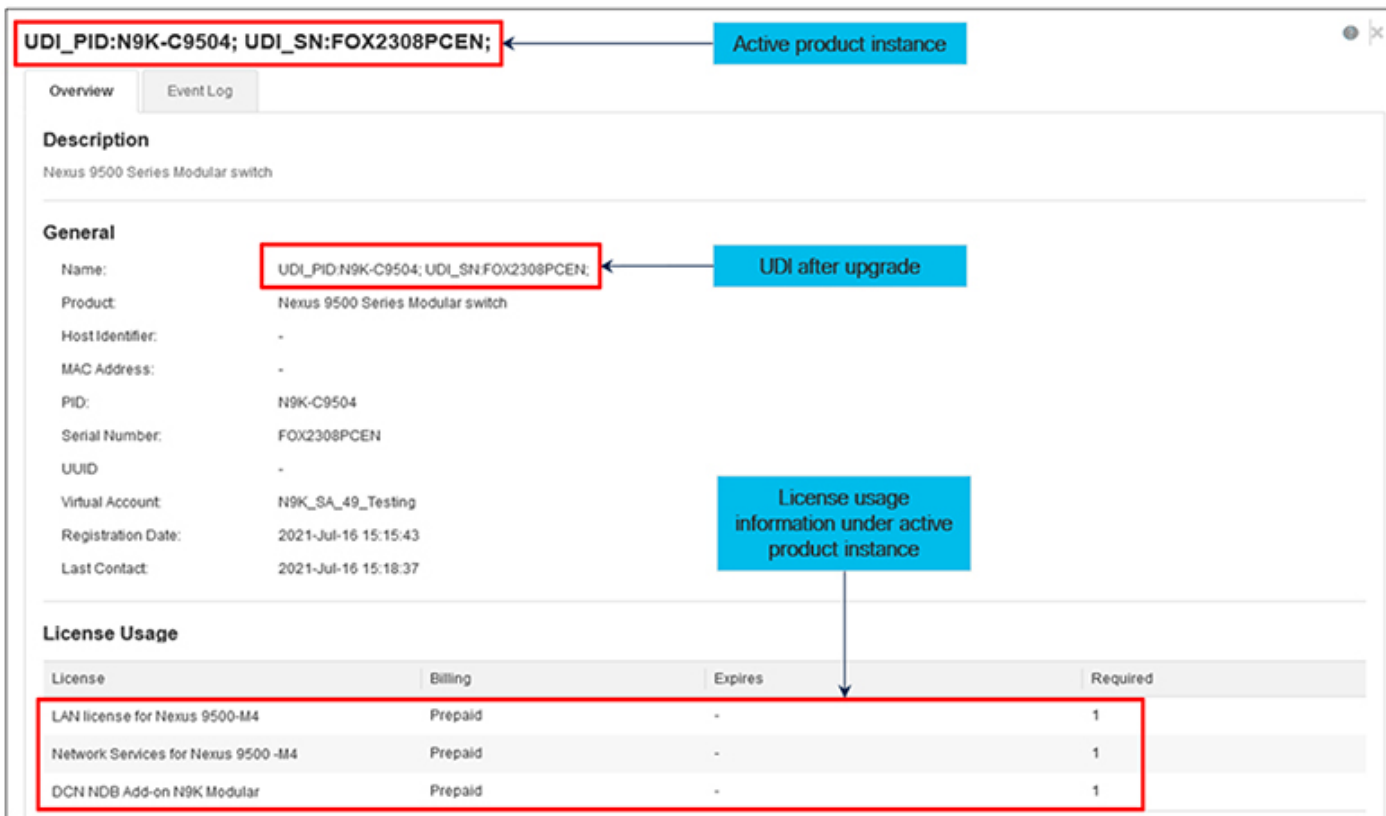 UDI_PID:N9K-C9504; UDI_SN:FOX2308PCEN;
Active product instance
Overview
Event Log
Description
Nexus 9500 Series Modular switch
General
Name:
UDI_PID:N9K-C9504; UDI_SN:FOX2308PCEN;
UDI after upgrade
Product:
Nexus 9500 Series Modular switch
Host Identifier:
-
MAC Address:
-
PID:
N9K-C9504
Serial Number:
FOX2308PCEN
UUID
-
Virtual Account:
N9K_SA_49_Testing
Registration Date:
2021-Jul-16 15:15:43
Last Contact:
2021-Jul-16 15:18:37
License usage
information under active
product instance
License Usage
License Billing Expires Required
LAN license for Nexus 9500-M4 Prepaid - 1
Network Services for Nexus 9500 -M4 Prepaid - 1
DCN NDB Add-on N9K Modular Prepaid - 1